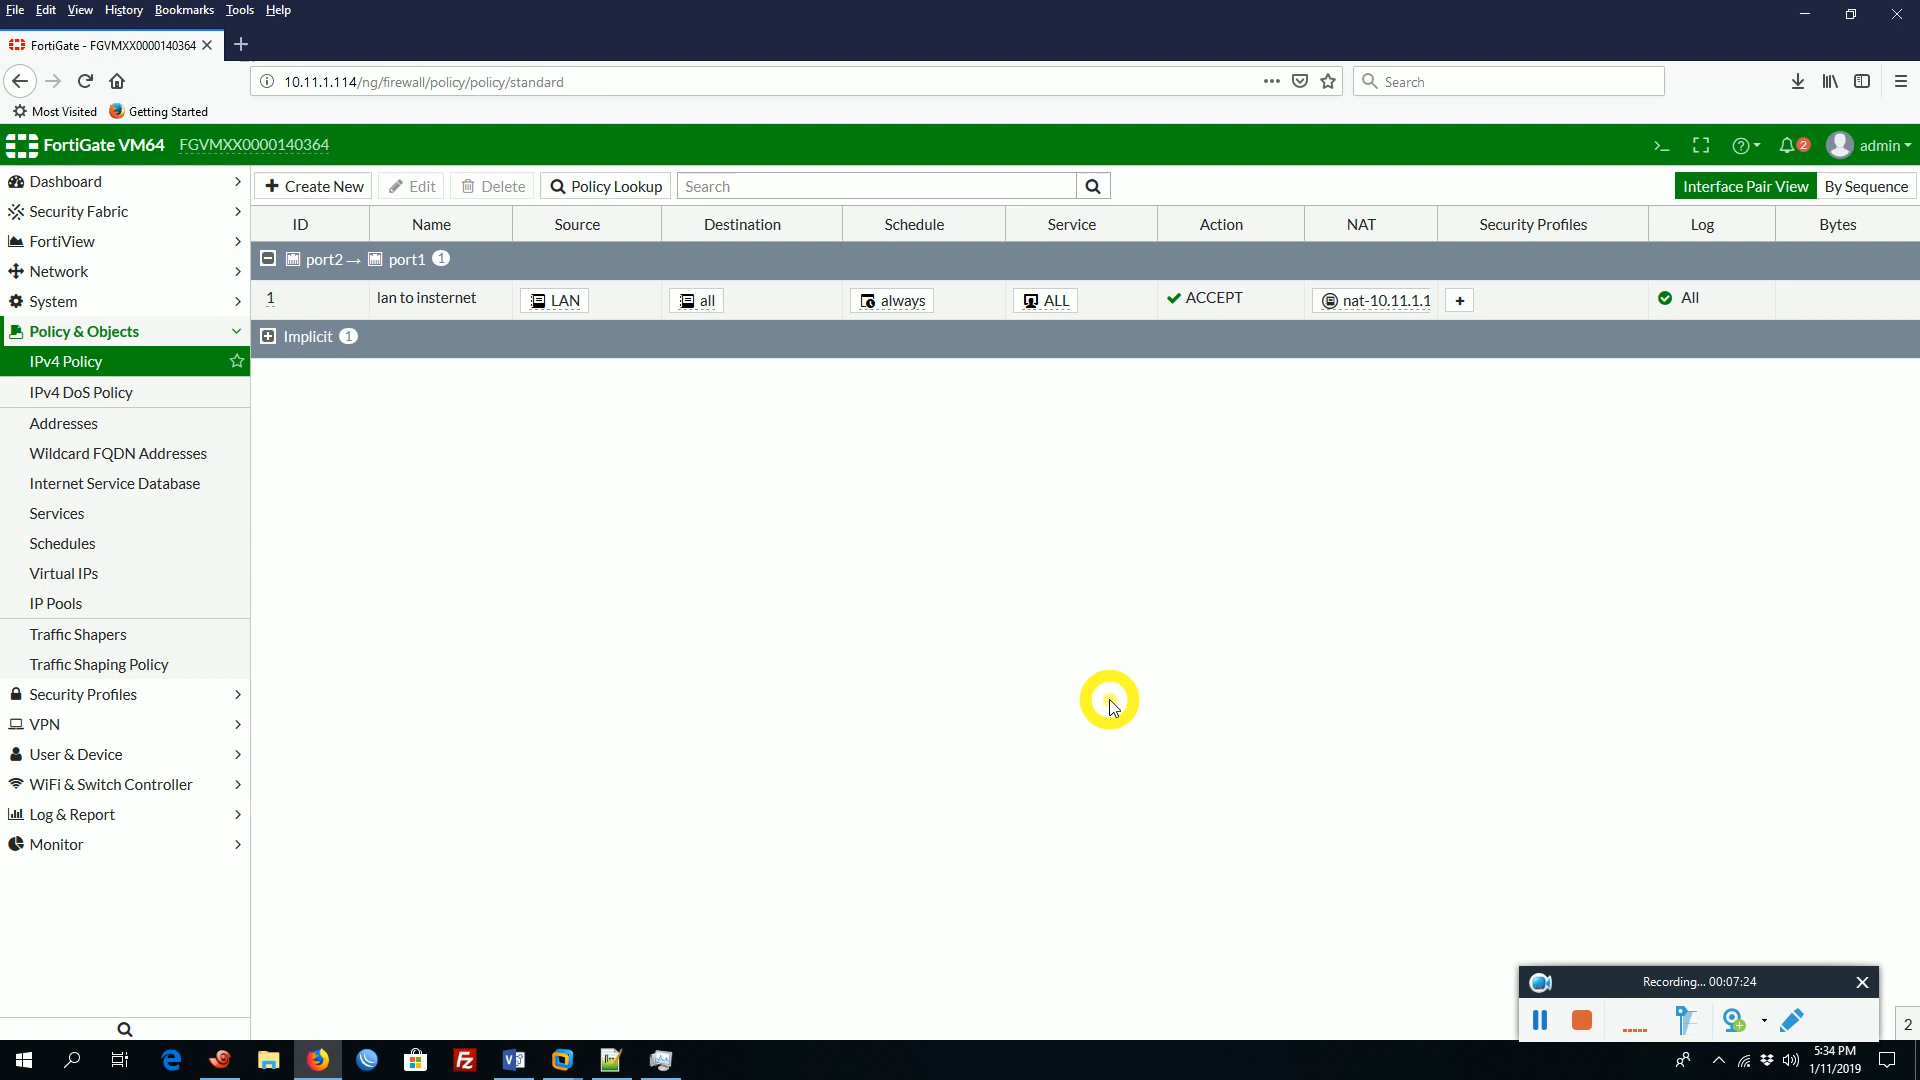 File Edit View History Bookmarks Tools Help
FortiGate - FGVMXX0000140364
10.11.1.114/ng/firewall/policy/policy/standard
Search
Most Visited Getting Started
FortiGate VM64 FGVMXX0000140364
2 admin
Dashboard
Security Fabric
FortiView
Network
System
Policy & Objects
IPv4 Policy
IPv4 DoS Policy
Addresses
Wildcard FQDN Addresses
Internet Service Database
Services
Schedules
Virtual IPs
IP Pools
Traffic Shapers
Traffic Shaping Policy
Security Profiles
VPN
User & Device
WiFi & Switch Controller
Log & Report
Monitor
Create New Edit Delete Policy Lookup Search Interface Pair View By Sequence
ID Name Source Destination Schedule Service Action NAT Security Profiles Log Bytes
port2 → port1 1
1 lan to insternet LAN all always ALL ACCEPT nat-10.11.1.1 All
Implicit 1
Recording... 00:07:24
2
5:34 PM
1/11/2019